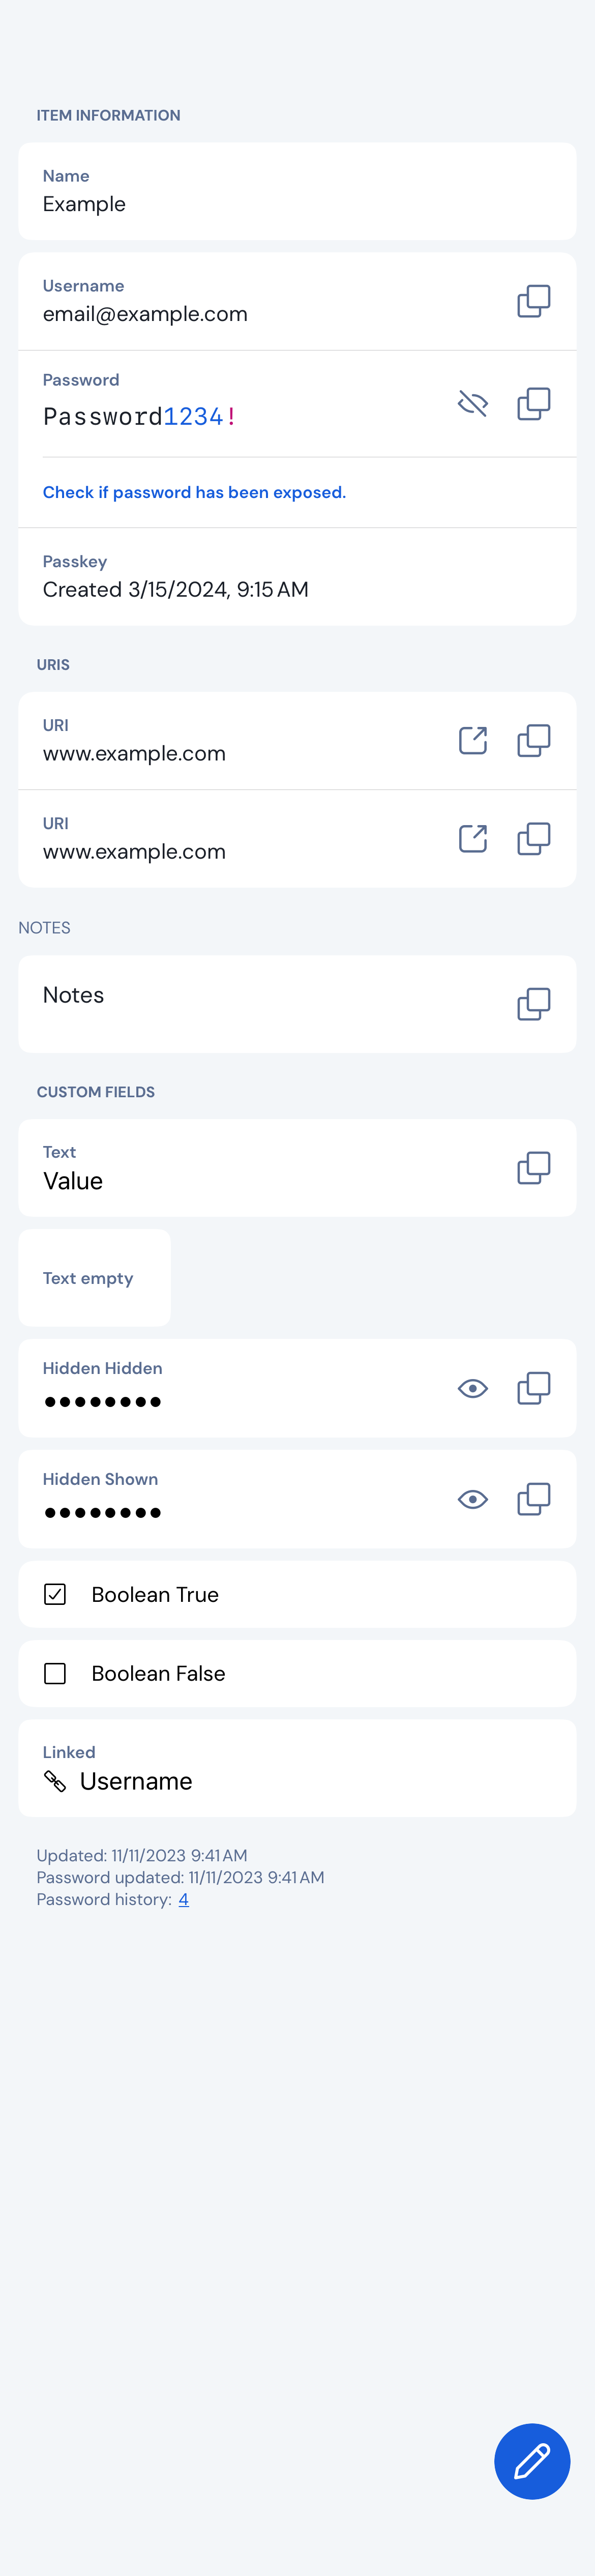 ITEM INFORMATION
Name
Example
Username
email@example.com
Password
Password1234!
Check if password has been exposed.
Passkey
Created 3/15/2024, 9:15 AM
URIS
URI
www.example.com
URI
www.example.com
NOTES
Notes
CUSTOM FIELDS
Text
Value
Text empty
Hidden Hidden
●●●●●●●●
Hidden Shown
●●●●●●●●
Boolean True
Boolean False
Linked
Username
Updated: 11/11/2023 9:41 AM
Password updated: 11/11/2023 9:41 AM
Password history: 4